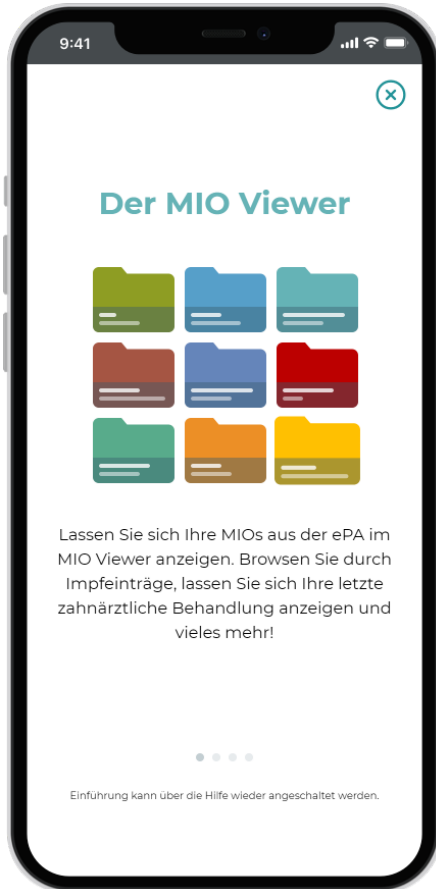 9:41
Der MIO Viewer
Lassen Sie sich Ihre MIOs aus der ePA im
MIO Viewer anzeigen. Browsen Sie durch
Impfeinträge, lassen Sie sich Ihre letzte
zahnärztliche Behandlung anzeigen und
vieles mehr!
Einführung kann über die Hilfe wieder angeschaltet werden.